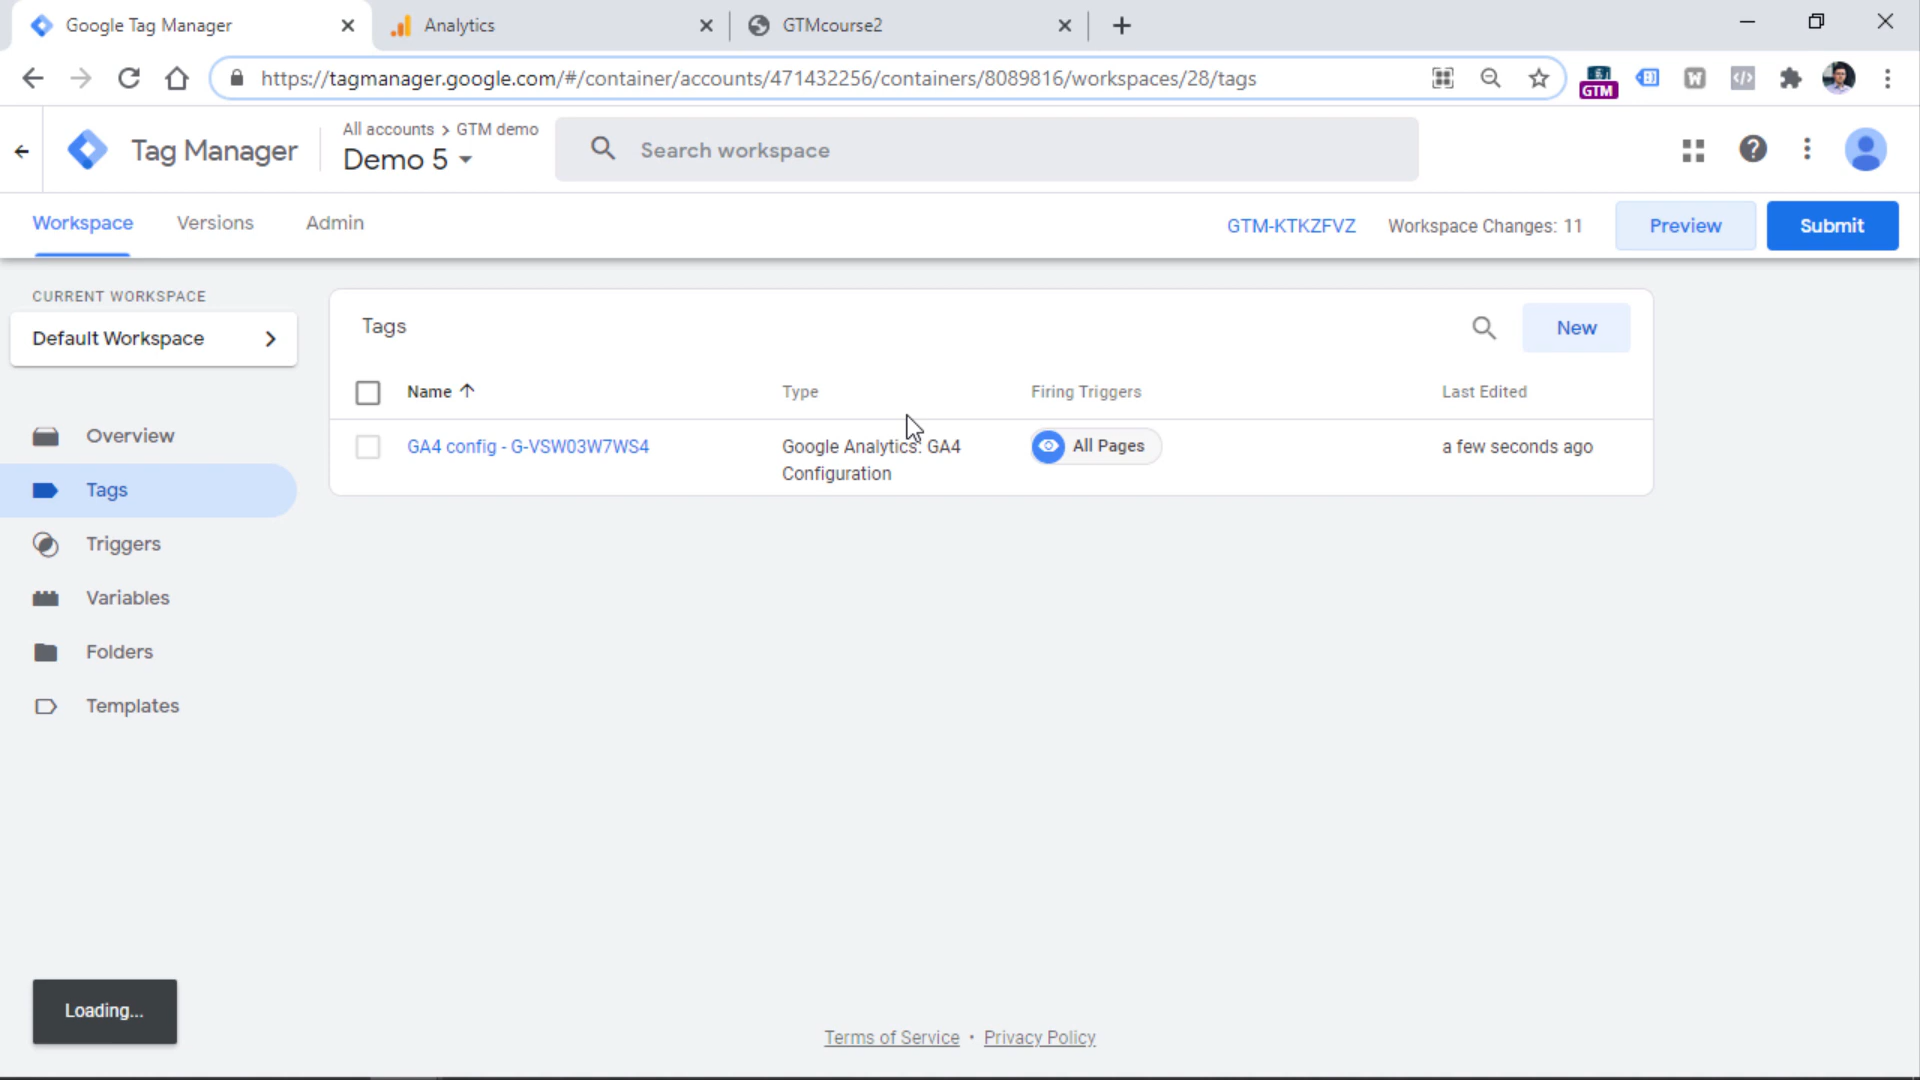 Google Tag Manager
Analytics
GTMcourse2
https://tagmanager.google.com/#/container/accounts/471432256/containers/8089816/workspaces/28/tags
GTM
W
Tag Manager
All accounts > GTM demo
Demo 5
Search workspace
Workspace
Versions
Admin
GTM-KTKZFVZ
Workspace Changes: 11
Preview
Submit
CURRENT WORKSPACE
Default Workspace
Overview
Tags
Triggers
Variables
Folders
Templates
Tags
New
Name
Type
Firing Triggers
Last Edited
GA4 config - G-VSW03W7WS4
Google Analytics: GA4
Configuration
All Pages
a few seconds ago
Loading...
Terms of Service • Privacy Policy